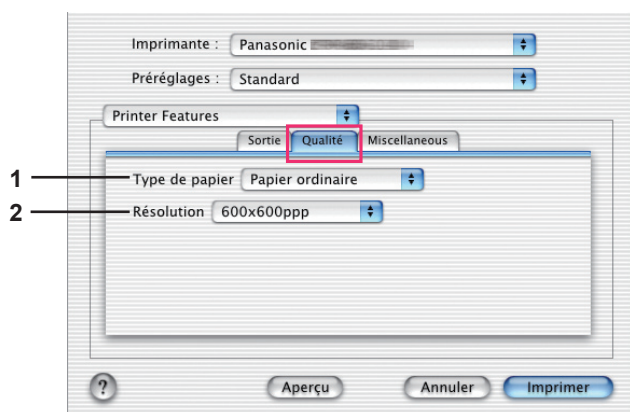 Imprimante : Panasonic
Préréglages : Standard
Printer Features
Sortie Qualité Miscellaneous
1 Type de papier Papier ordinaire
2 Résolution 600x600ppp
? Aperçu Annuler Imprimer